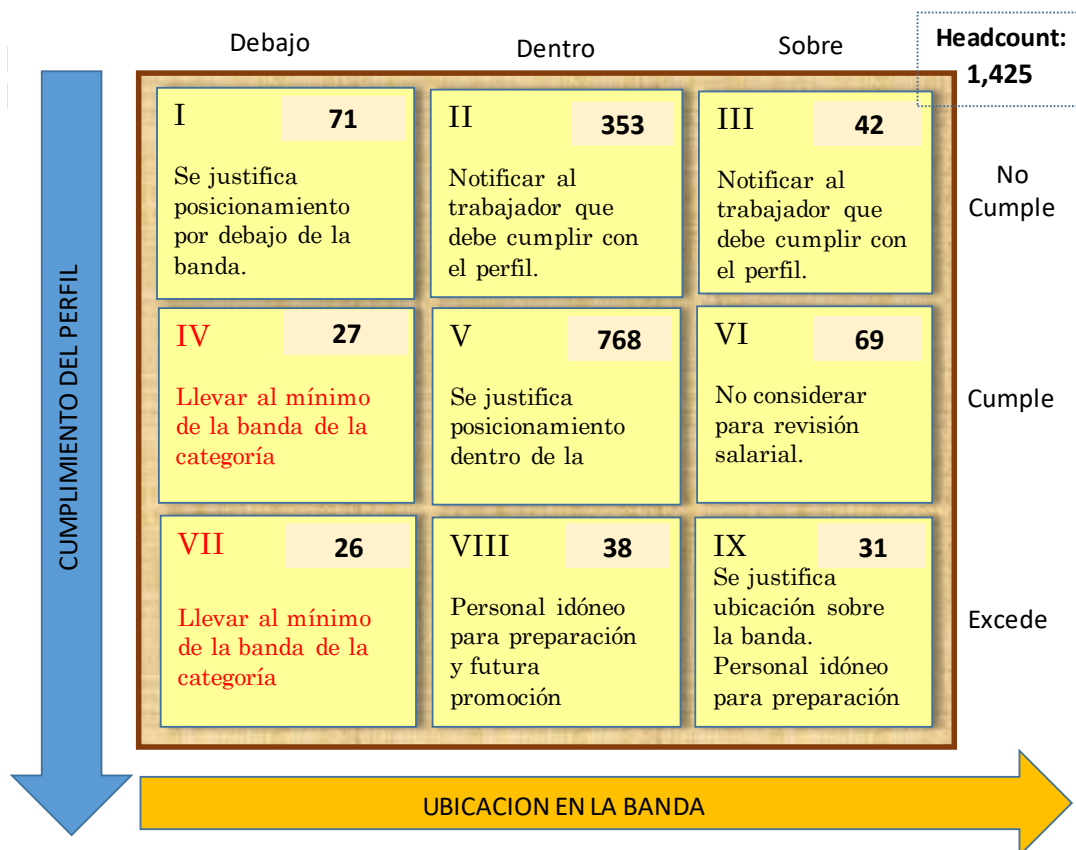 Debajo
Dentro
Sobre
Headcount:
1,425
I
71
Se justifica
posicionamiento
por debajo de la
banda.
II
353
Notificar al
trabajador que
debe cumplir con
el perfil.
III
42
Notificar al
trabajador que
debe cumplir con
el perfil.
No
Cumple
IV
27
Llevar al mínimo
de la banda de la
categoría
V
768
Se justifica
posicionamiento
dentro de la
VI
69
No considerar
para revisión
salarial.
Cumple
VII
26
Llevar al mínimo
de la banda de la
categoría
VIII
38
Personal idóneo
para preparación
y futura
promoción
IX
31
Se justifica
ubicación sobre
la banda.
Personal idóneo
para preparación
Excede
CUMPLIMIENTO DEL PERFIL
UBICACION EN LA BANDA